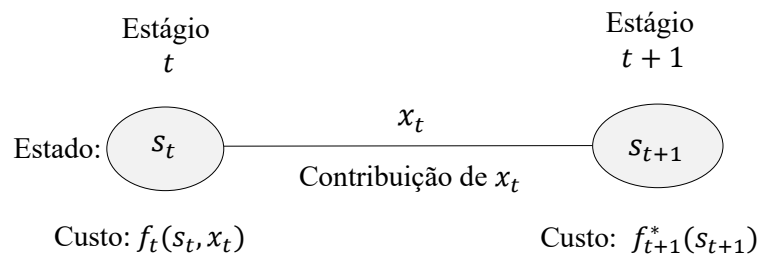 Estágio
t
Estágio
t + 1
x_t
Estado:
s_t
s_{t+1}
Contribuição de x_t
Custo: f_t(s_t, x_t)
Custo: f^*_{t+1}(s_{t+1})